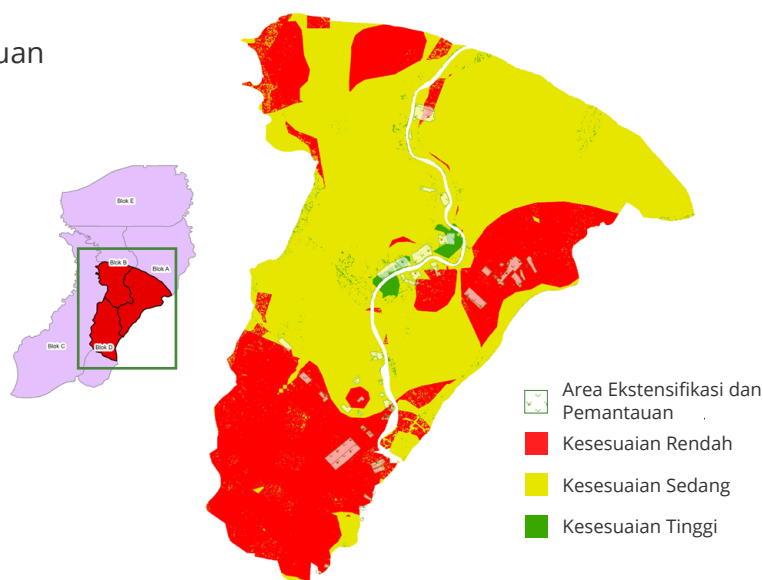 uan
Blok E
Blok B
Blok A
Blok C
Blok D
Area Ekstensifikasi dan
Pemantauan
Kesesuaian Rendah
Kesesuaian Sedang
Kesesuaian Tinggi